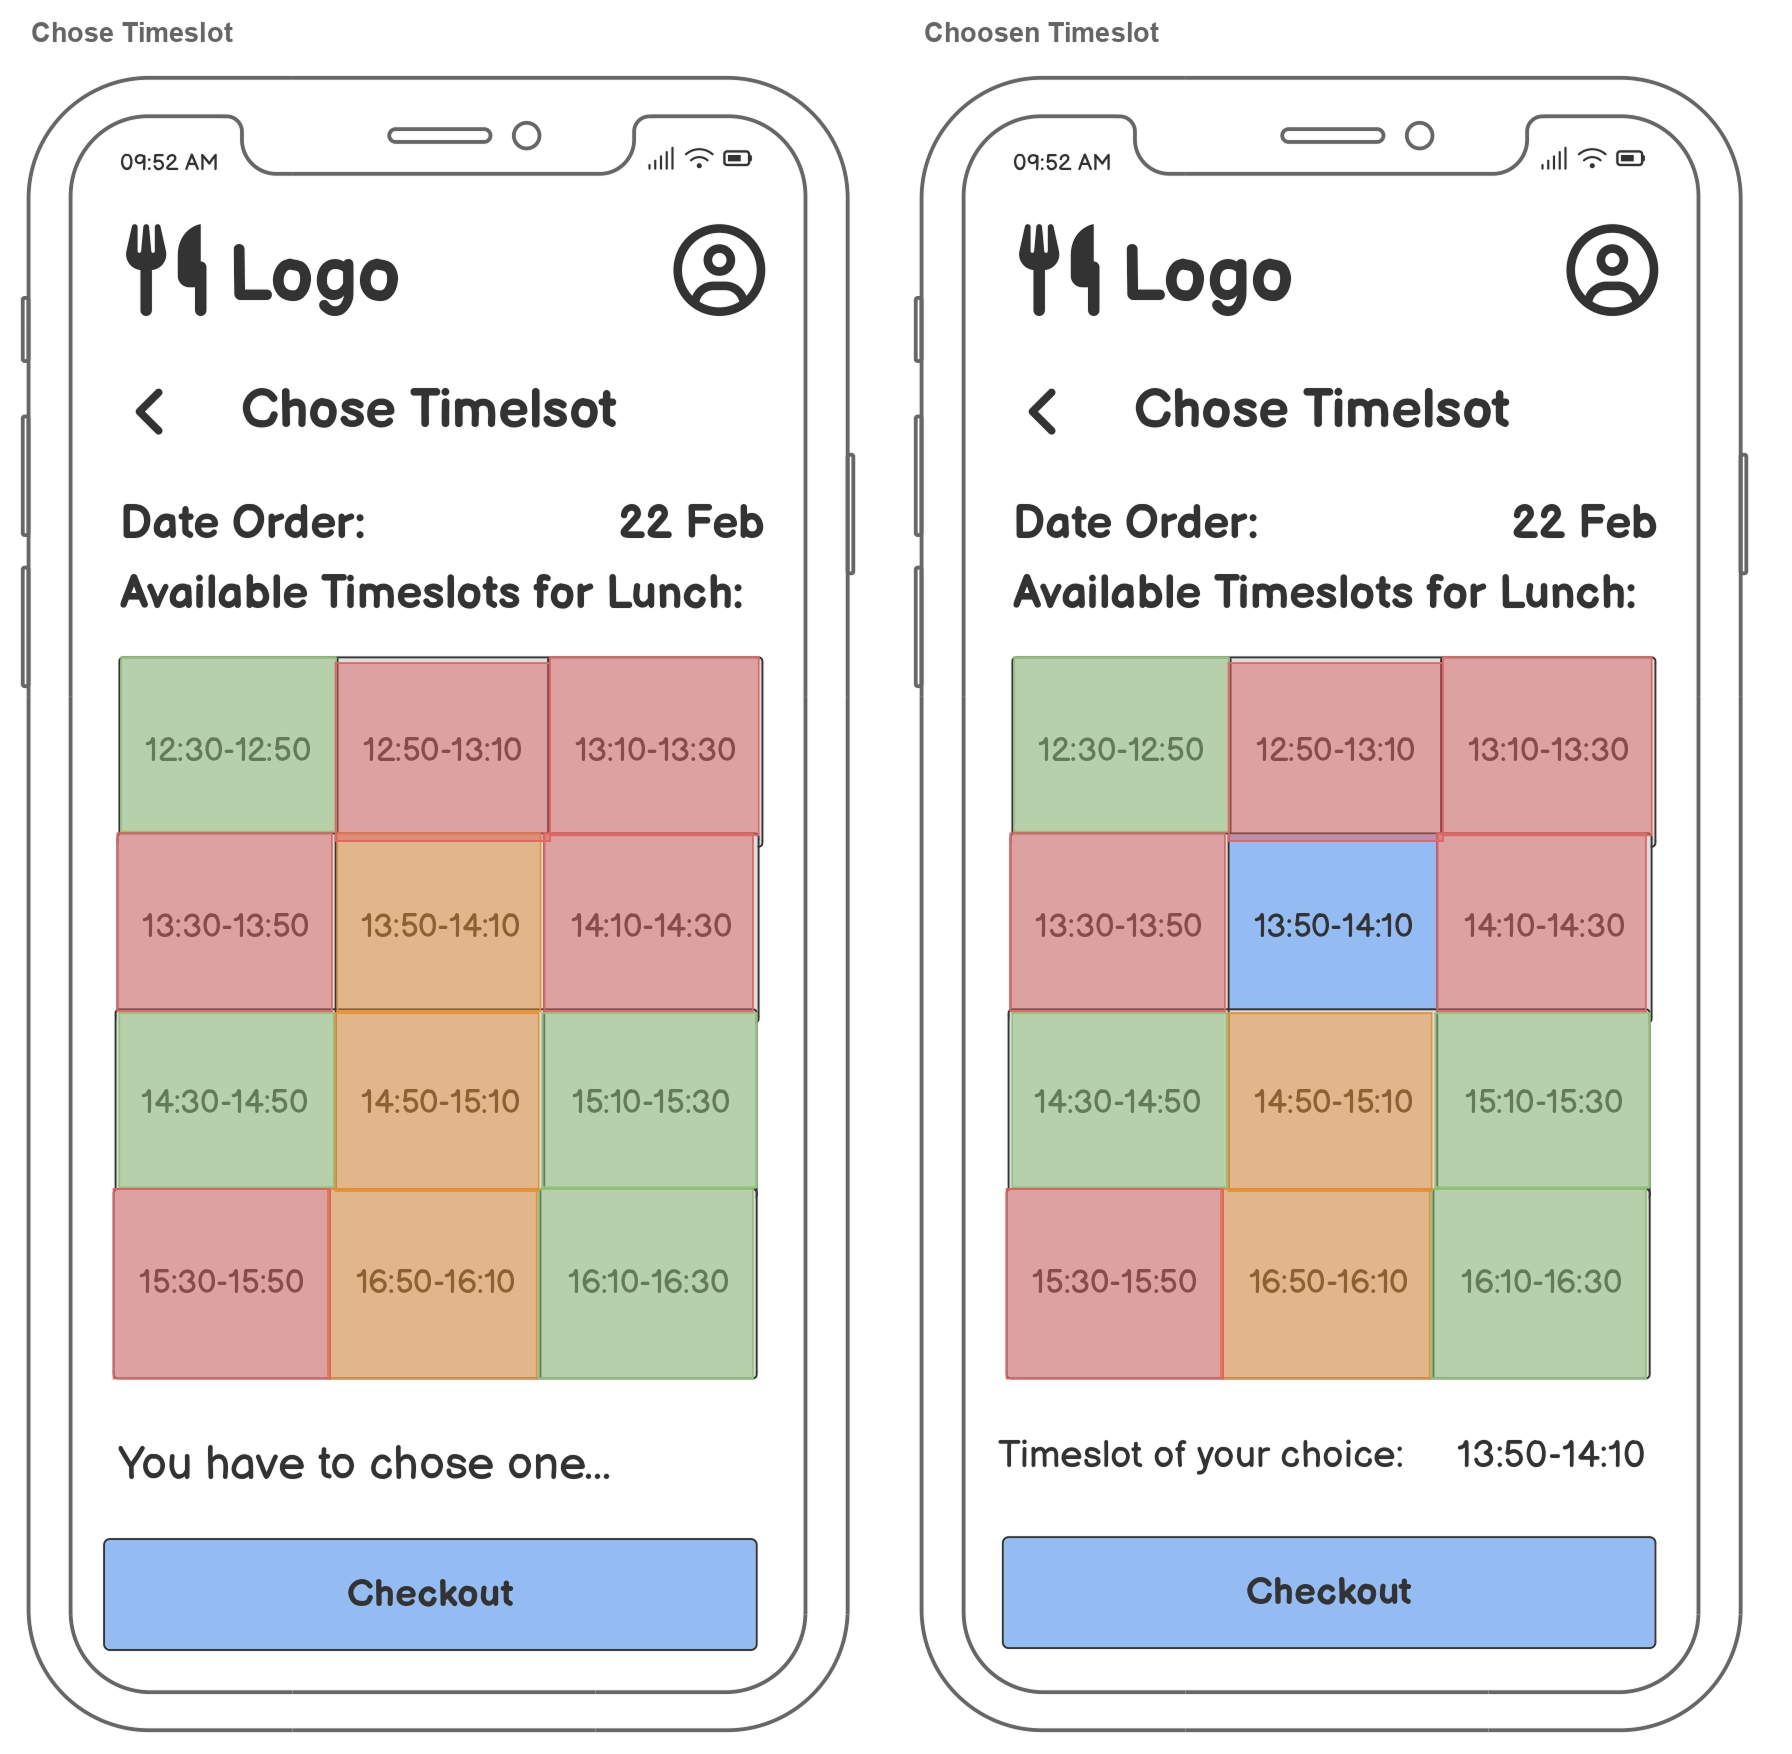 Chose Timeslot
09:52 AM
Logo
Chose Timelsot
Date Order: 22 Feb
Available Timeslots for Lunch:
12:30-12:50 12:50-13:10 13:10-13:30
13:30-13:50 13:50-14:10 14:10-14:30
14:30-14:50 14:50-15:10 15:10-15:30
15:30-15:50 16:50-16:10 16:10-16:30
You have to chose one...
Checkout
Choosen Timeslot
09:52 AM
Logo
Chose Timelsot
Date Order: 22 Feb
Available Timeslots for Lunch:
12:30-12:50 12:50-13:10 13:10-13:30
13:30-13:50 13:50-14:10 14:10-14:30
14:30-14:50 14:50-15:10 15:10-15:30
15:30-15:50 16:50-16:10 16:10-16:30
Timeslot of your choice: 13:50-14:10
Checkout